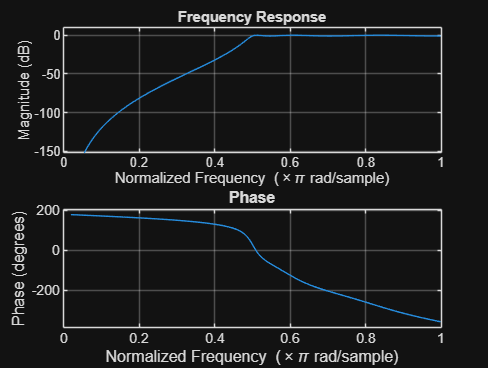 Frequency Response
Magnitude (dB)
0
-50
-100
-150
0 0.2 0.4 0.6 0.8 1
Normalized Frequency (× π rad/sample)
Phase
Phase (degrees)
200
0
-200
0 0.2 0.4 0.6 0.8 1
Normalized Frequency (× π rad/sample)